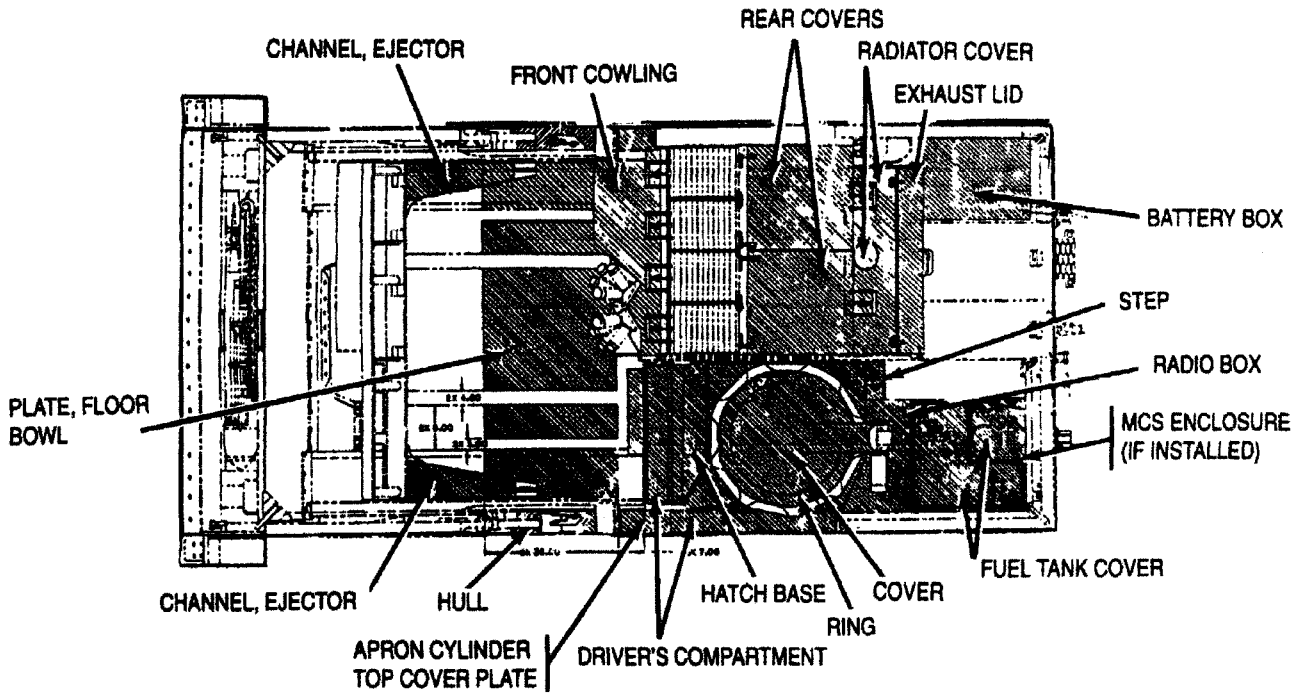 REAR COVERS
CHANNEL, EJECTOR
RADIATOR COVER
FRONT COWLING
EXHAUST LID
BATTERY BOX
STEP
RADIO BOX
PLATE, FLOOR
BOWL
MCS ENCLOSURE
(IF INSTALLED)
FUEL TANK COVER
CHANNEL, EJECTOR
HULL
HATCH BASE
COVER
RING
APRON CYLINDER
TOP COVER PLATE
DRIVER'S COMPARTMENT